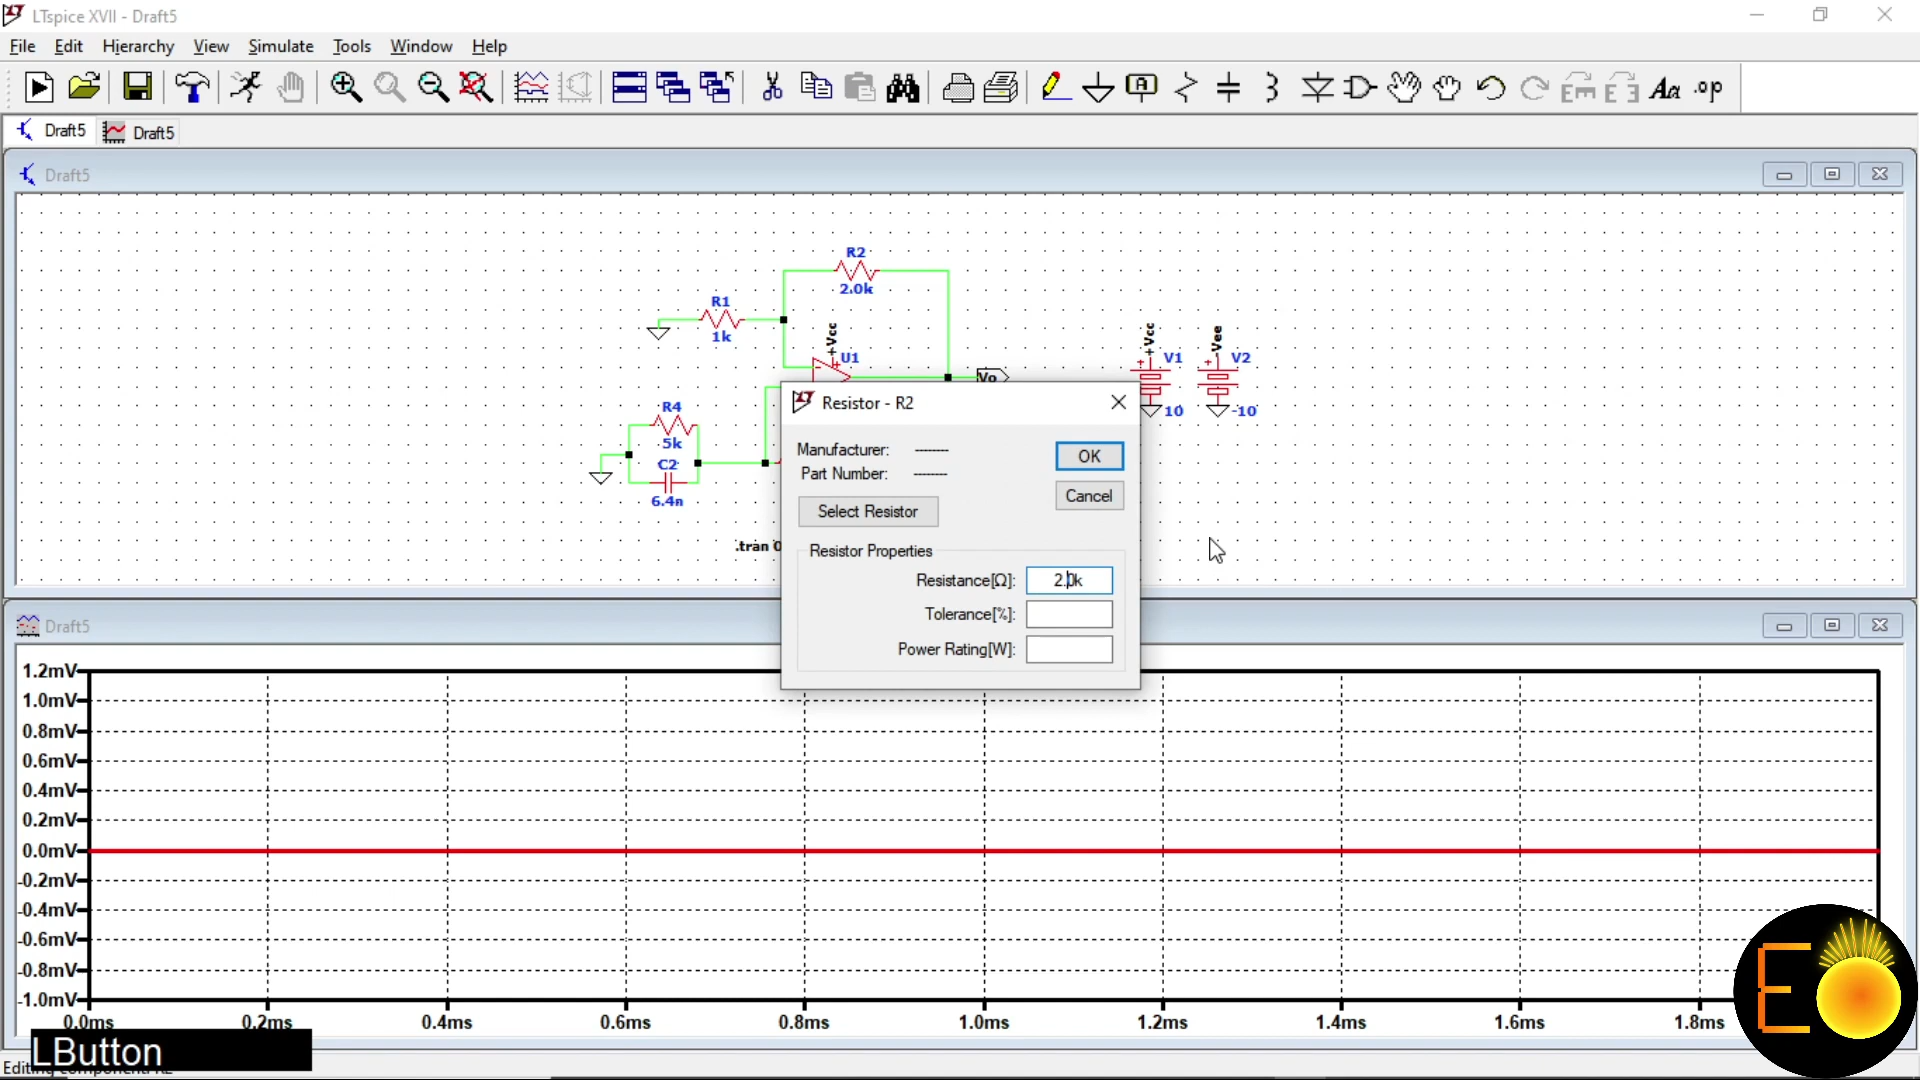 LTspice XVII - Draft5
File Edit Hierarchy View Simulate Tools Window Help
Aa .op
Draft5 Draft5
Draft5
R2
2.0k
R1
1k
+Vcc
U1
Vo
+Vcc
V1
10
-Vee
V2
-10
R4
5k
C2
6.4n
.tran 0
Resistor - R2
Manufacturer: --------
Part Number: --------
OK
Cancel
Select Resistor
Resistor Properties
Resistance[Ω]: 2.0k
Tolerance[%]:
Power Rating[W]:
Draft5
1.2mV
1.0mV
0.8mV
0.6mV
0.4mV
0.2mV
0.0mV
-0.2mV
-0.4mV
-0.6mV
-0.8mV
-1.0mV
0.0ms 0.2ms 0.4ms 0.6ms 0.8ms 1.0ms 1.2ms 1.4ms 1.6ms 1.8ms
LButton
E